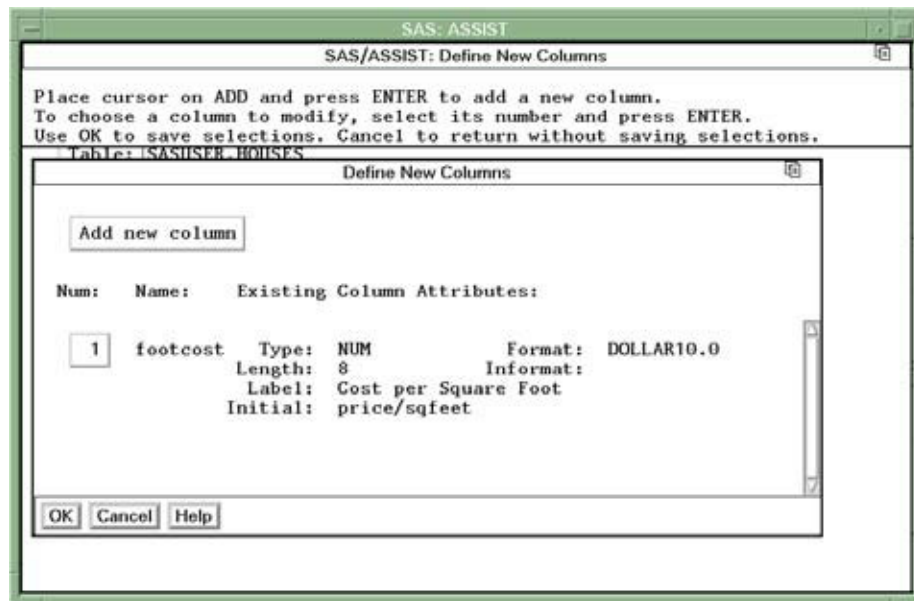 SAS: ASSIST
SAS/ASSIST: Define New Columns
Place cursor on ADD and press ENTER to add a new column.
To choose a column to modify, select its number and press ENTER.
Use OK to save selections. Cancel to return without saving selections.
Table: SASUSER.HOUSES
Define New Columns
Add new column
Num: Name: Existing Column Attributes:
1 footcost Type: NUM Format: DOLLAR10.0
Length: 8 Informat:
Label: Cost per Square Foot
Initial: price/sqfeet
OK Cancel Help